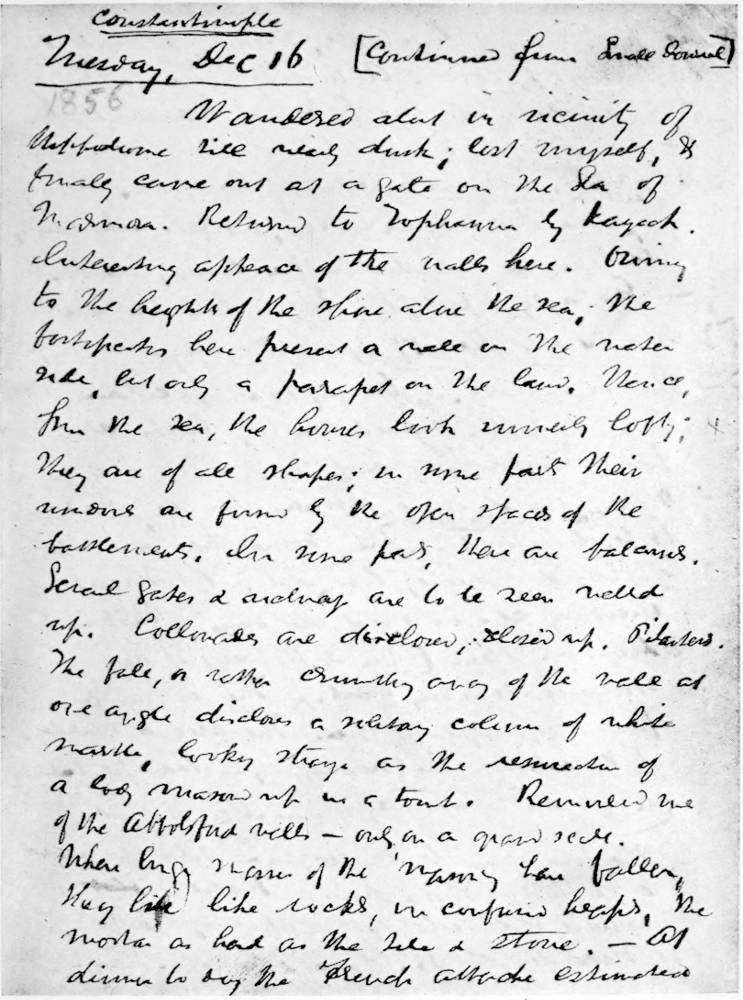 Constantinople
Tuesday, Dec 16 [Continued from Small Journal]
1856
Wandered about in vicinity of
Hippodrome till nearly dusk; lost myself, &
finally came out at a gate on the Sea of
Marmora. Returned to Tophanna by kayack.
Interesting appeace of the walls here. Owing
to the heighth of the shore above the sea, the
fortificatns here present a wall on the water
side, but only a parapet on the land. Hence,
from the sea, the houses look lofty;
They are of all shapes; in some parts their
windows are formed by the open spaces of the
battlements. In some parts, there are balconies.
Several gates & archways are to be seen walled
up. Collonades are disclosed, closed up. Pilasters.
The fall, or rather crumbling away of the wall at
one angle discloses a solitary column of white
marble, looking strange as the resurrection of
a body masoned up in a tomb. Reminded me
of the Abbotsford walls — only on a grand scale.
Where large masses of the masonry have fallen,
they lie like rocks, in confused heaps, the
mortar as hard as the tile & stone. — At
dinner to day the French attache estimated